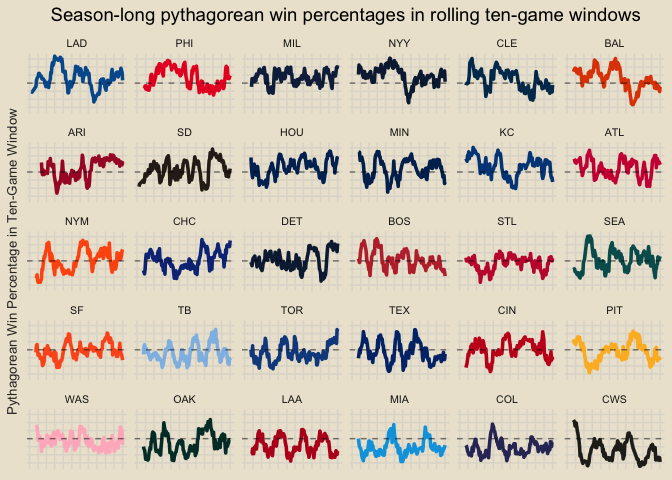 Season-long pythagorean win percentages in rolling ten-game windows
Pythagorean Win Percentage in Ten-Game Window
LAD PHI MIL NYY CLE BAL
ARI SD HOU MIN KC ATL
NYM CHC DET BOS STL SEA
SF TB TOR TEX CIN PIT
WAS OAK LAA MIA COL CWS